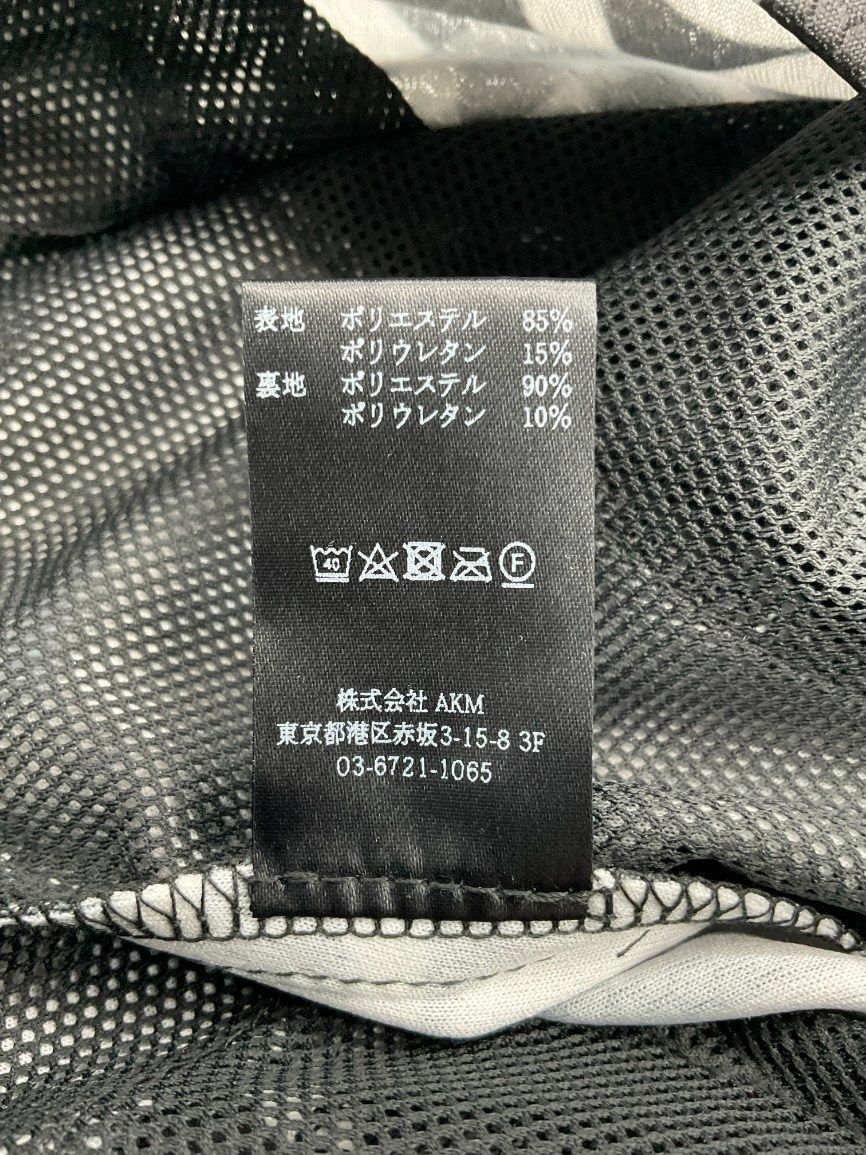 表地 ポリエステル 85%
ポリウレタン 15%
裏地 ポリエステル 90%
ポリウレタン 10%
40 F
株式会社 AKM
東京都港区赤坂3-15-8 3F
03-6721-1065